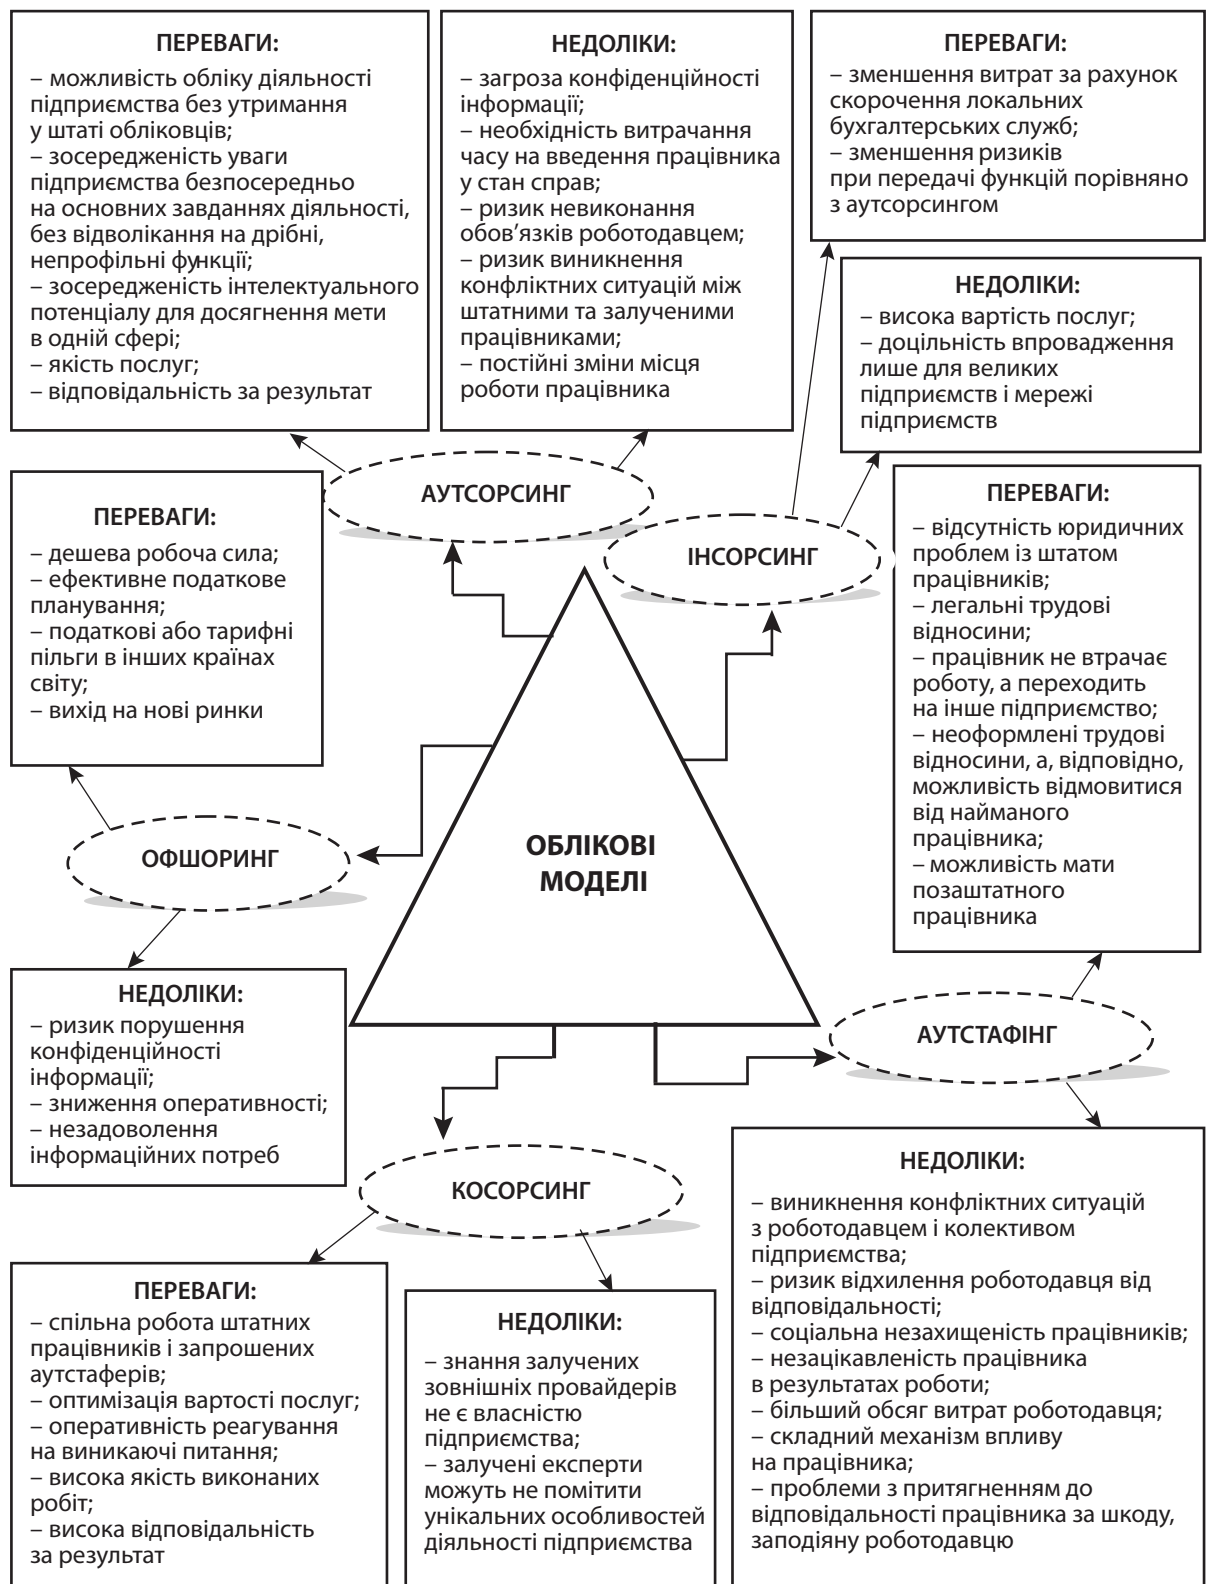 ПЕРЕВАГИ:
– можливість обліку діяльності
підприємства без утримання
у штаті обліковців;
– зосередженість уваги
підприємства безпосередньо
на основних завданнях діяльності,
без відволікання на дрібні,
непрофільні функції;
– зосередженість інтелектуального
потенціалу для досягнення мети
в одній сфері;
– якість послуг;
– відповідальність за результат
НЕДОЛІКИ:
– загроза конфіденційності
інформації;
– необхідність витрачання
часу на введення працівника
у стан справ;
– ризик невиконання
обов’язків роботодавцем;
– ризик виникнення
конфліктних ситуацій між
штатними та залученими
працівниками;
– постійні зміни місця
роботи працівника
ПЕРЕВАГИ:
– зменшення витрат за рахунок
скорочення локальних
бухгалтерських служб;
– зменшення ризиків
при передачі функцій порівняно
з аутсорсингом
НЕДОЛІКИ:
– висока вартість послуг;
– доцільність впровадження
лише для великих
підприємств і мережі
підприємств
АУТСОРСИНГ
ІНСОРСИНГ
ПЕРЕВАГИ:
– дешева робоча сила;
– ефективне податкове
планування;
– податкові або тарифні
пільги в інших країнах
світу;
– вихід на нові ринки
ПЕРЕВАГИ:
– відсутність юридичних
проблем із штатом
працівників;
– легальні трудові
відносини;
– працівник не втрачає
роботу, а переходить
на інше підприємство;
– неоформлені трудові
відносини, а, відповідно,
можливість відмовитися
від найманого
працівника;
– можливість мати
позаштатного
працівника
ОФШОРИНГ
ОБЛІКОВІ
МОДЕЛІ
НЕДОЛІКИ:
– ризик порушення
конфіденційності
інформації;
– зниження оперативності;
– незадоволення
інформаційних потреб
АУТСТАФІНГ
КОСОРСИНГ
ПЕРЕВАГИ:
– спільна робота штатних
працівників і запрошених
аутстаферів;
– оптимізація вартості послуг;
– оперативність реагування
на виникаючі питання;
– висока якість виконаних
робіт;
– висока відповідальність
за результат
НЕДОЛІКИ:
– знання залучених
зовнішніх провайдерів
не є власністю
підприємства;
– залучені експерти
можуть не помітити
унікальних особливостей
діяльності підприємства
НЕДОЛІКИ:
– виникнення конфліктних ситуацій
з роботодавцем і колективом
підприємства;
– ризик відхилення роботодавця від
відповідальності;
– соціальна незахищеність працівників;
– незацікавленість працівника
в результатах роботи;
– більший обсяг витрат роботодавця;
– складний механізм впливу
на працівника;
– проблеми з притягненням до
відповідальності працівника за шкоду,
заподіяну роботодавцю